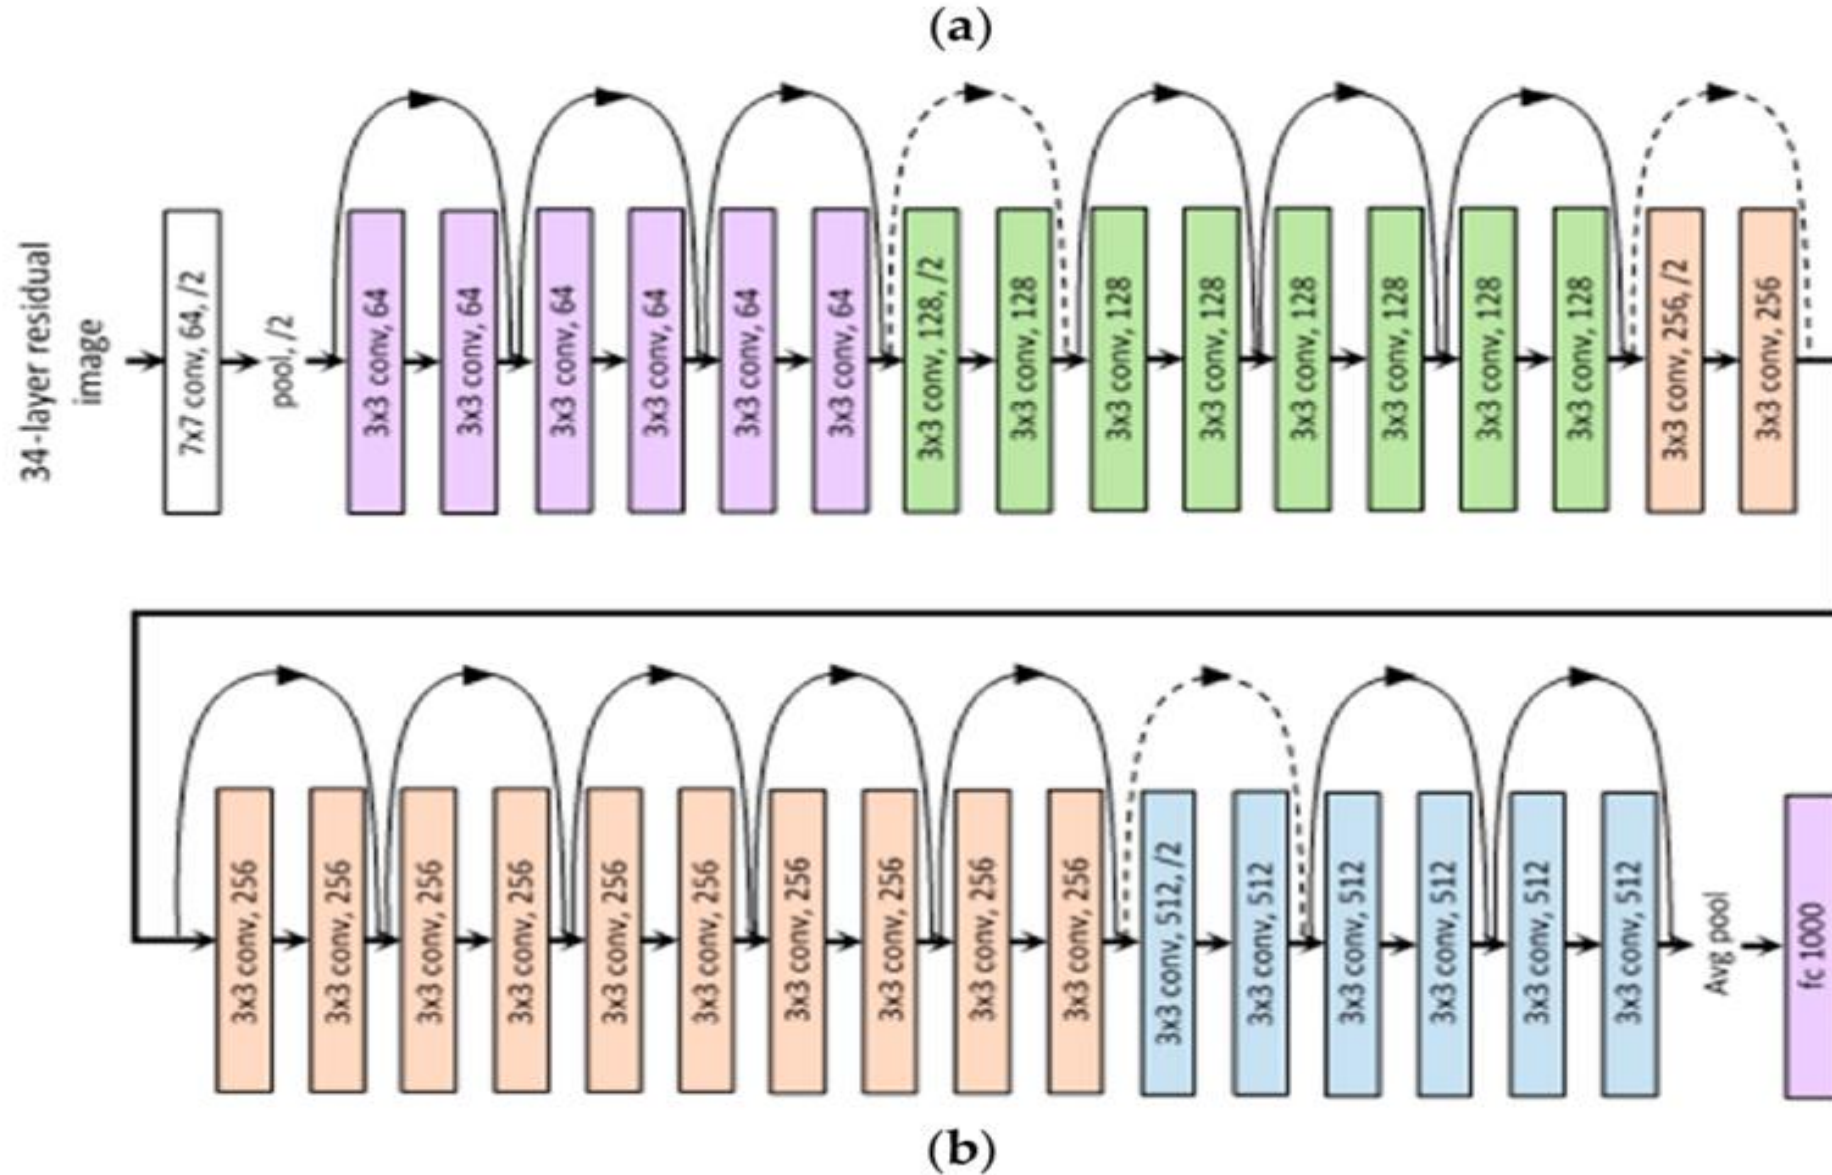 (a)
34-layer residual
image
7x7 conv, 64, /2
pool, /2
3x3 conv, 64
3x3 conv, 64
3x3 conv, 64
3x3 conv, 64
3x3 conv, 64
3x3 conv, 64
3x3 conv, 128, /2
3x3 conv, 128
3x3 conv, 128
3x3 conv, 128
3x3 conv, 128
3x3 conv, 128
3x3 conv, 128
3x3 conv, 128
3x3 conv, 256, /2
3x3 conv, 256
3x3 conv, 256
3x3 conv, 256
3x3 conv, 256
3x3 conv, 256
3x3 conv, 256
3x3 conv, 256
3x3 conv, 256
3x3 conv, 256
3x3 conv, 256
3x3 conv, 256
3x3 conv, 512, /2
3x3 conv, 512
3x3 conv, 512
3x3 conv, 512
3x3 conv, 512
3x3 conv, 512
Avg pool
fc 1000
(b)